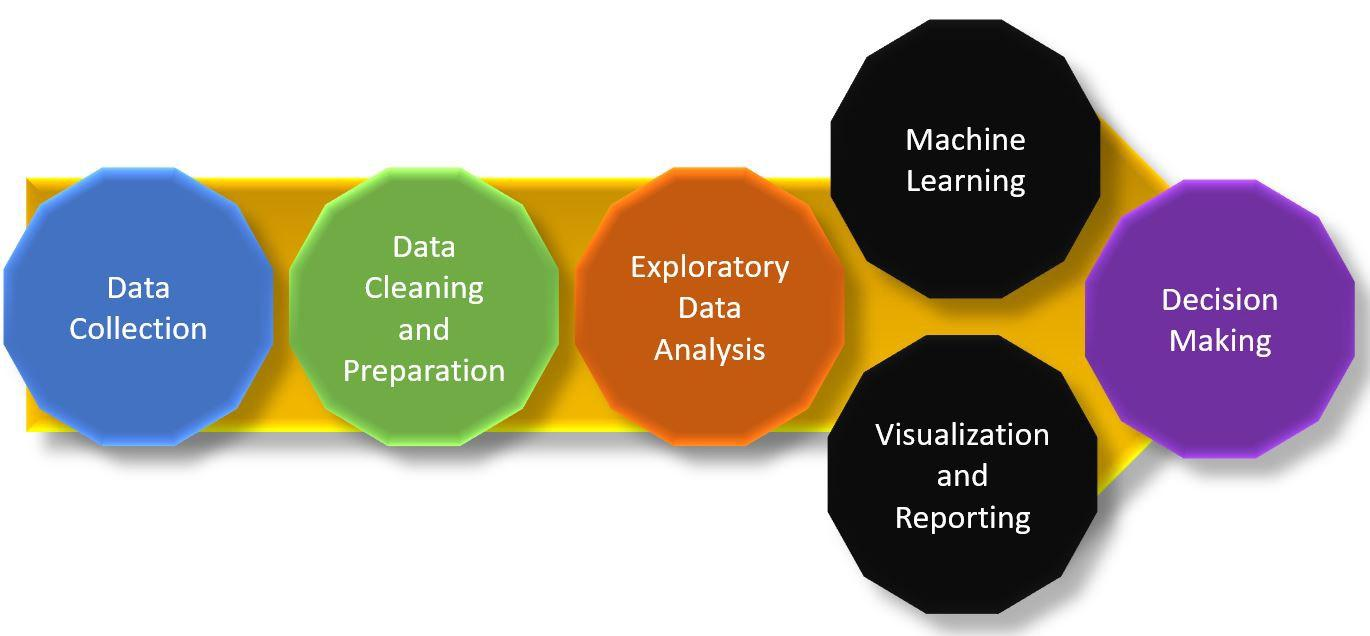 Data
Collection
Data
Cleaning
and
Preparation
Exploratory
Data
Analysis
Machine
Learning
Visualization
and
Reporting
Decision
Making